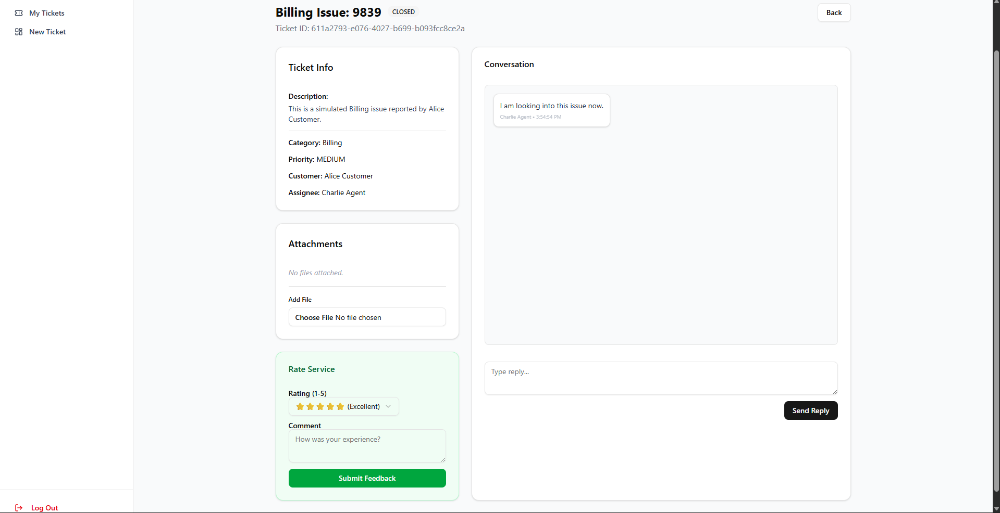 My Tickets
New Ticket
Log Out
Billing Issue: 9839 CLOSED
Ticket ID: 611a2793-e076-4027-b699-b093fcc8ce2a
Back
Ticket Info
Description:
This is a simulated Billing issue reported by Alice
Customer.
Category: Billing
Priority: MEDIUM
Customer: Alice Customer
Assignee: Charlie Agent
Attachments
No files attached.
Add File
Choose File No file chosen
Rate Service
Rating (1-5)
(Excellent)
Comment
How was your experience?
Submit Feedback
Conversation
I am looking into this issue now.
Charlie Agent • 3:54:54 PM
Type reply...
Send Reply